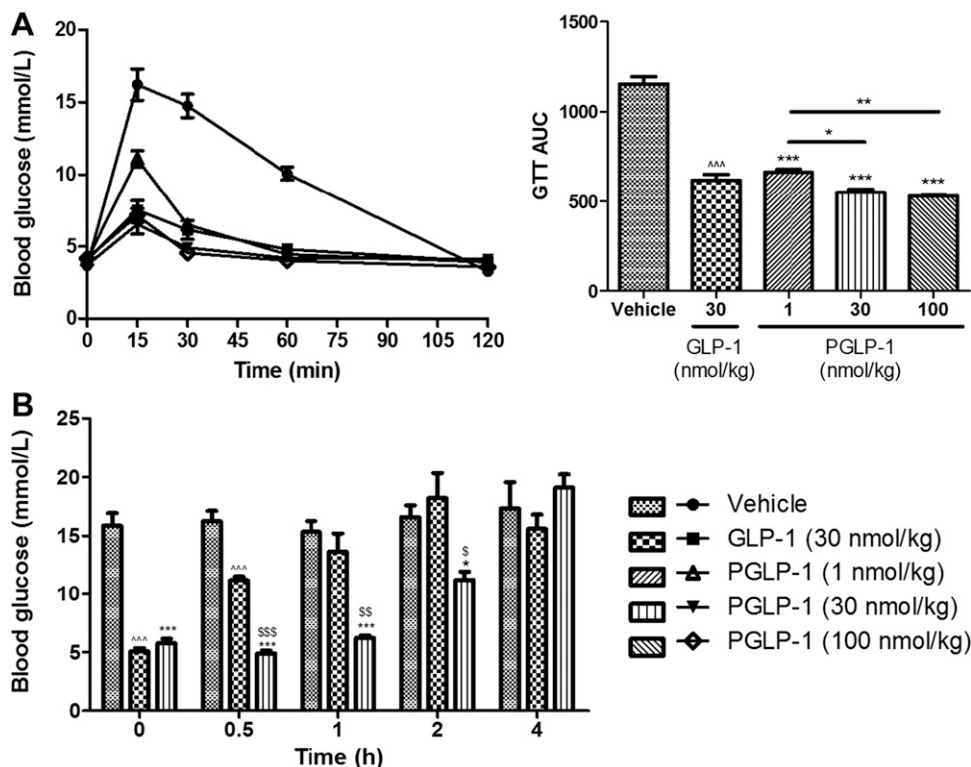 A
Blood glucose (mmol/L)
20
15
10
5
0
0 15 30 45 60 75 90 105 120
Time (min)
GTT AUC
1500
1000
500
0
**
*
^^^
***
***
***
Vehicle 30 1 30 100
GLP-1 PGLP-1
(nmol/kg) (nmol/kg)
B
Blood glucose (mmol/L)
25
20
15
10
5
0
^^^ ***
^^^ $$$
***
$$
***
$
*
0 0.5 1 2 4
Time (h)
Vehicle
GLP-1 (30 nmol/kg)
PGLP-1 (1 nmol/kg)
PGLP-1 (30 nmol/kg)
PGLP-1 (100 nmol/kg)